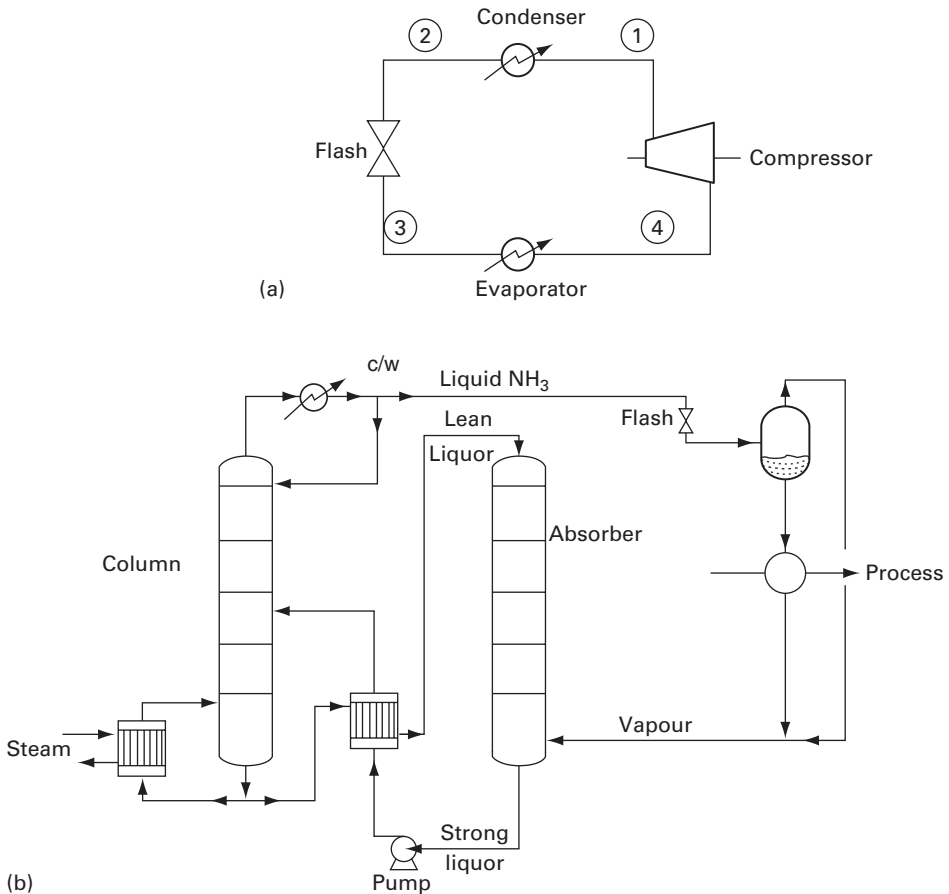 Condenser
2
1
Flash
Compressor
3
4
Evaporator
(a)
c/w
Liquid NH₃
Lean
Liquor
Flash
Column
Absorber
Process
Steam
Vapour
Strong
liquor
Pump
(b)